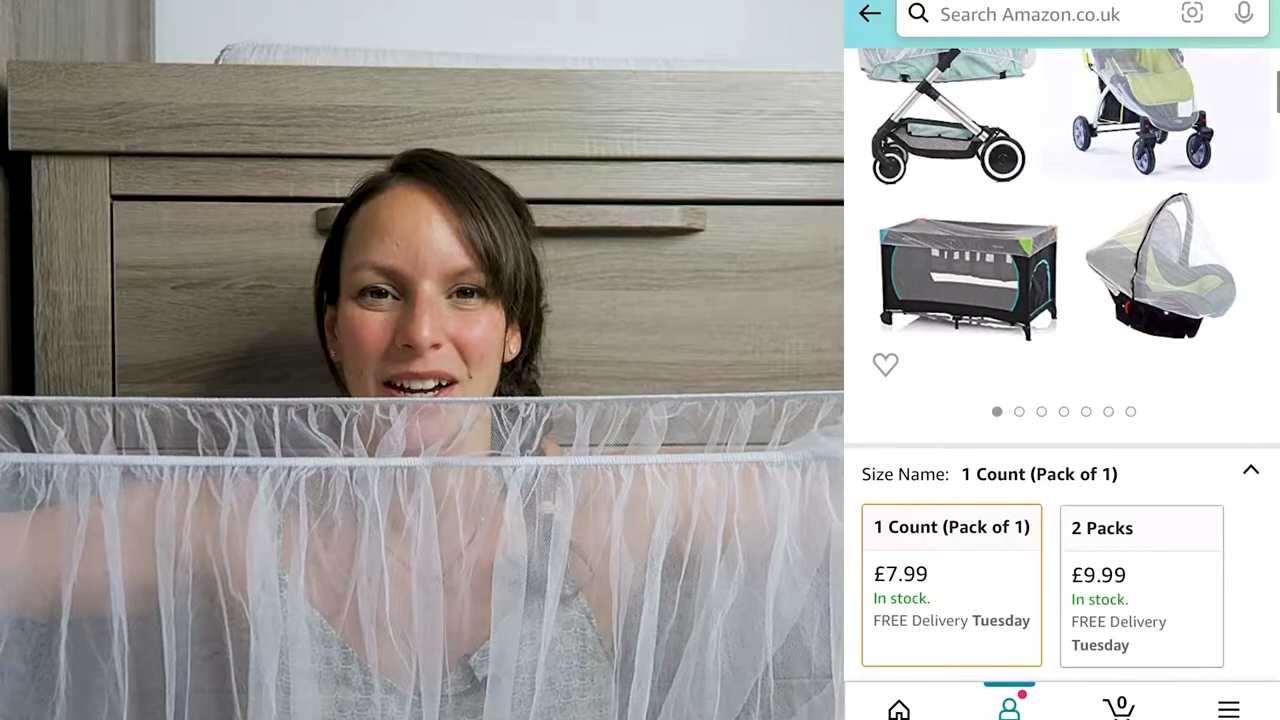 Search Amazon.co.uk
Size Name: 1 Count (Pack of 1)
1 Count (Pack of 1)
£7.99
In stock.
FREE Delivery Tuesday
2 Packs
£9.99
In stock.
FREE Delivery
Tuesday
0